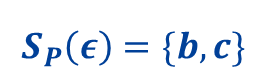 S_P(ϵ) = {b, c}